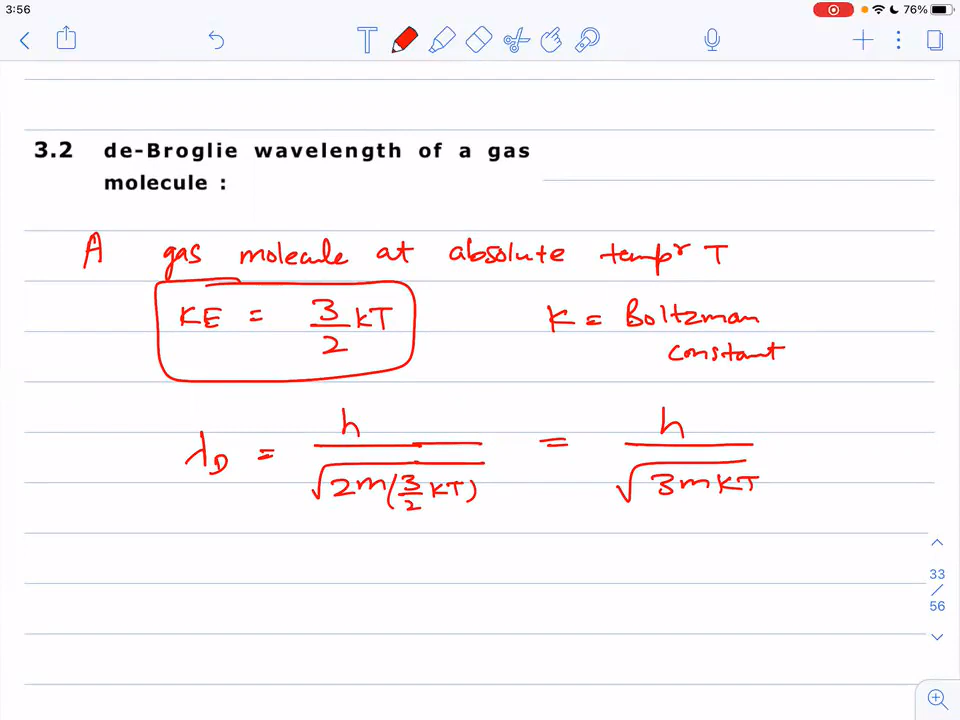 3:56
76%
T
3.2 de-Broglie wavelength of a gas
molecule :
A gas molecule at absolute tempr T
KE = 3/2 KT
K = Boltzman
constant
λD = h/√2m(3/2 KT) = h/√3mKT
33
/
56